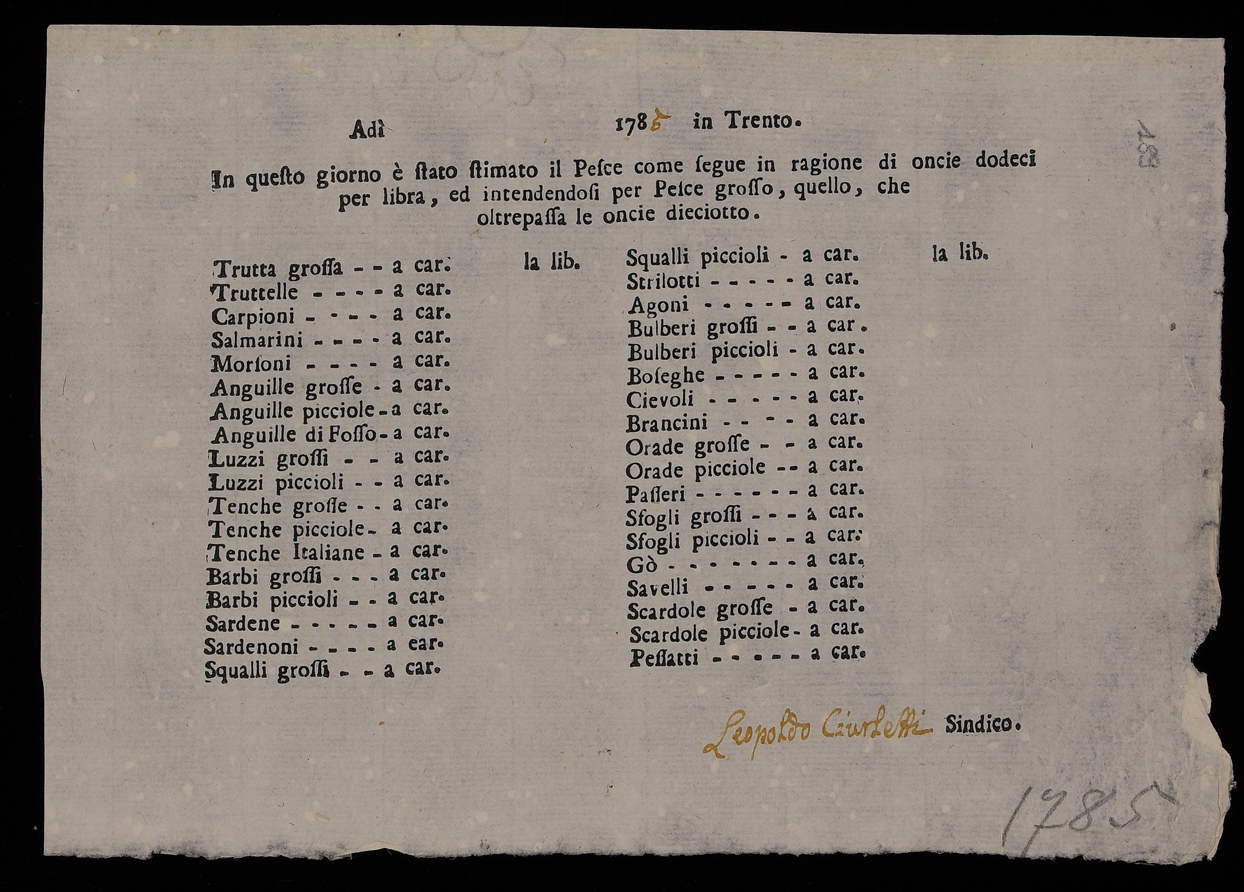 Adì 1785 in Trento.
In queſto giorno è ſtato ſtimato il Peſce come ſegue in ragione di oncie dodeci
per libra, ed intendendoſi per Peſce groſſo, quello, che
oltrepaſſa le oncie dieciotto.
Trutta groſſa - - a car. la lib.
Truttelle - - - - a car.
Carpioni - - - - a car.
Salmarini - - - - a car.
Morſoni - - - - a car.
Anguille groſſe - a car.
Anguille picciole - a car.
Anguille di Foſſo - a car.
Luzzi groſſi - - a car.
Luzzi piccioli - - a car.
Tenche groſſe - - a car.
Tenche picciole - a car.
Tenche Italiane - a car.
Barbi groſſi - - - a car.
Barbi piccioli - - a car.
Sardene - - - - - a car.
Sardenoni - - - - a ear.
Squalli groſſi - - a car.
Squalli piccioli - a car. la lib.
Strilotti - - - - - a car.
Agoni - - - - - a car.
Bulberi groſſi - - a car.
Bulberi piccioli - a car.
Boſeghe - - - - - a car.
Cievoli - - - - - a car.
Brancini - - - - a car.
Orade groſſe - - a car.
Orade picciole - - a car.
Paſſeri - - - - - - a car.
Sfogli groſſi - - - a car.
Sfogli piccioli - - a car.
Gò - - - - - - - a car.
Savelli - - - - - a car.
Scardole groſſe - a car.
Scardole picciole - a car.
Peſſatti - - - - - a car.
Leopoldo Ciurletti Sindico.
1785
183